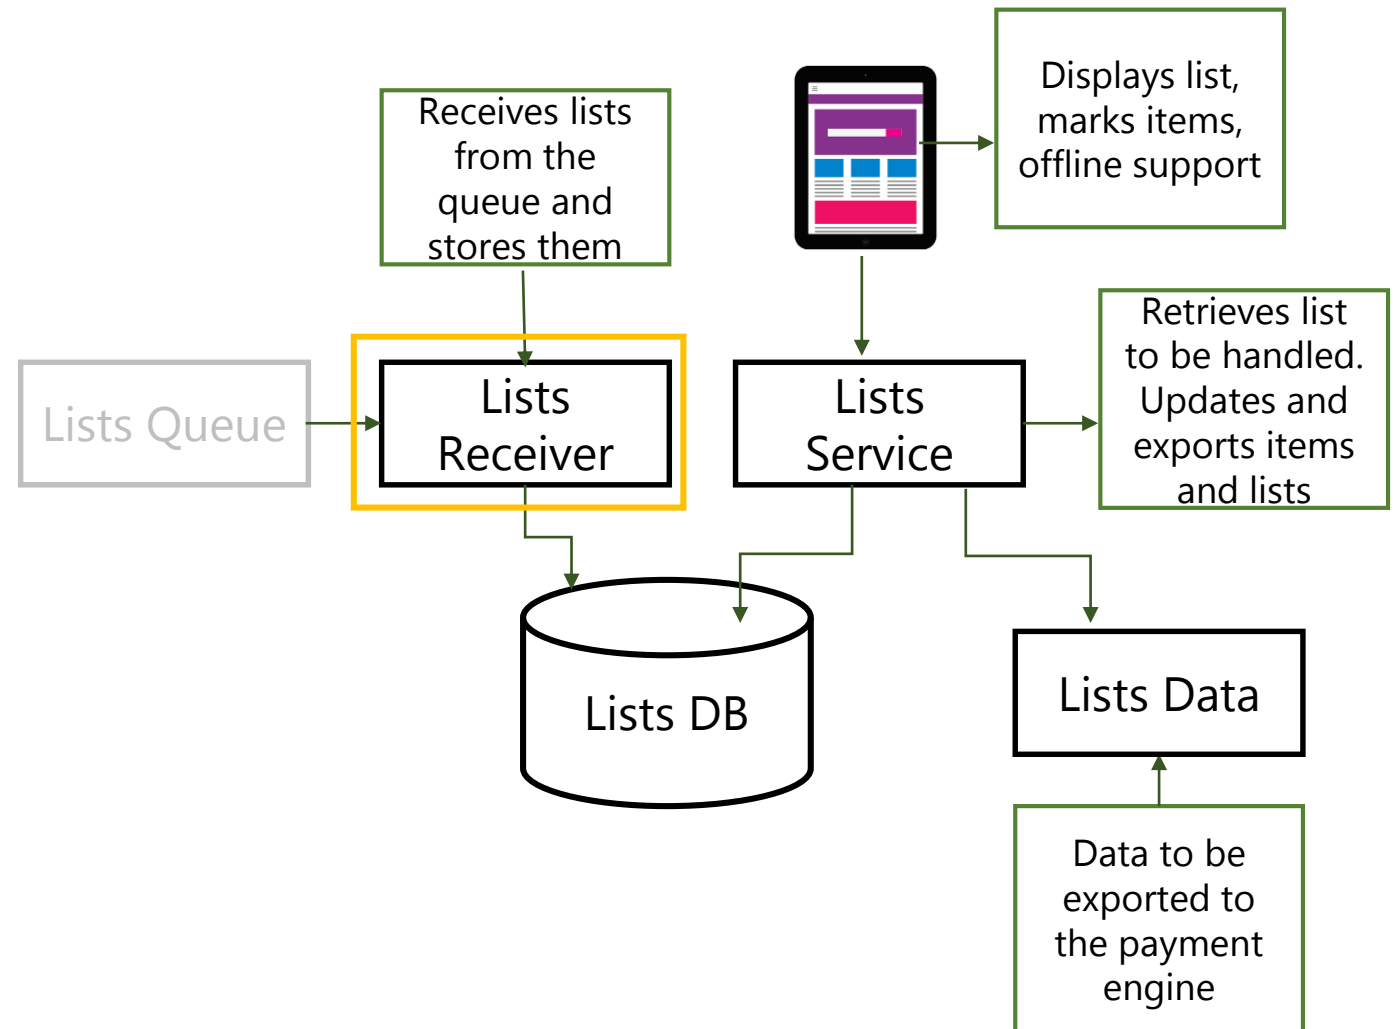 Displays list,
marks items,
offline support
Receives lists
from the
queue and
stores them
Retrieves list
to be handled.
Updates and
exports items
and lists
Lists Queue
Lists
Receiver
Lists
Service
Lists DB
Lists Data
Data to be
exported to
the payment
engine